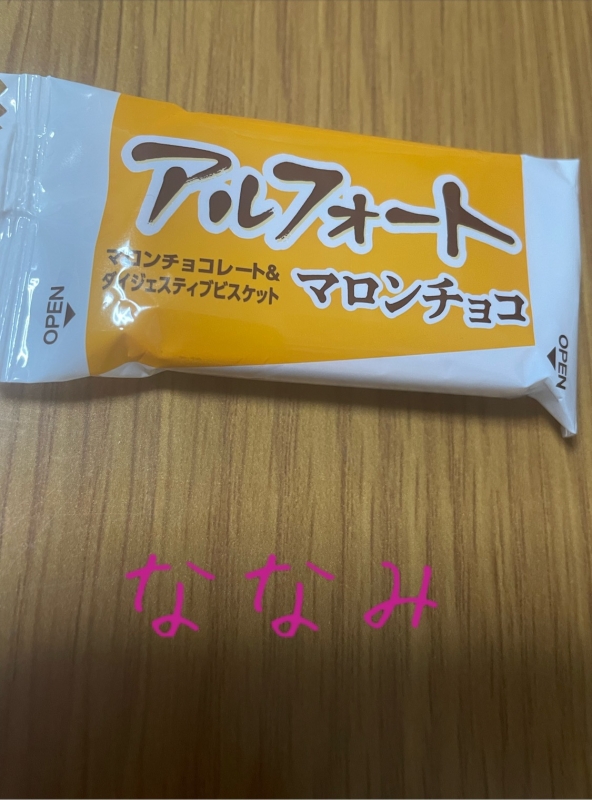 アルフォート
マロンチョコレート&
ダイジェスティブビスケット
マロンチョコ
OPEN
OPEN
ななみ